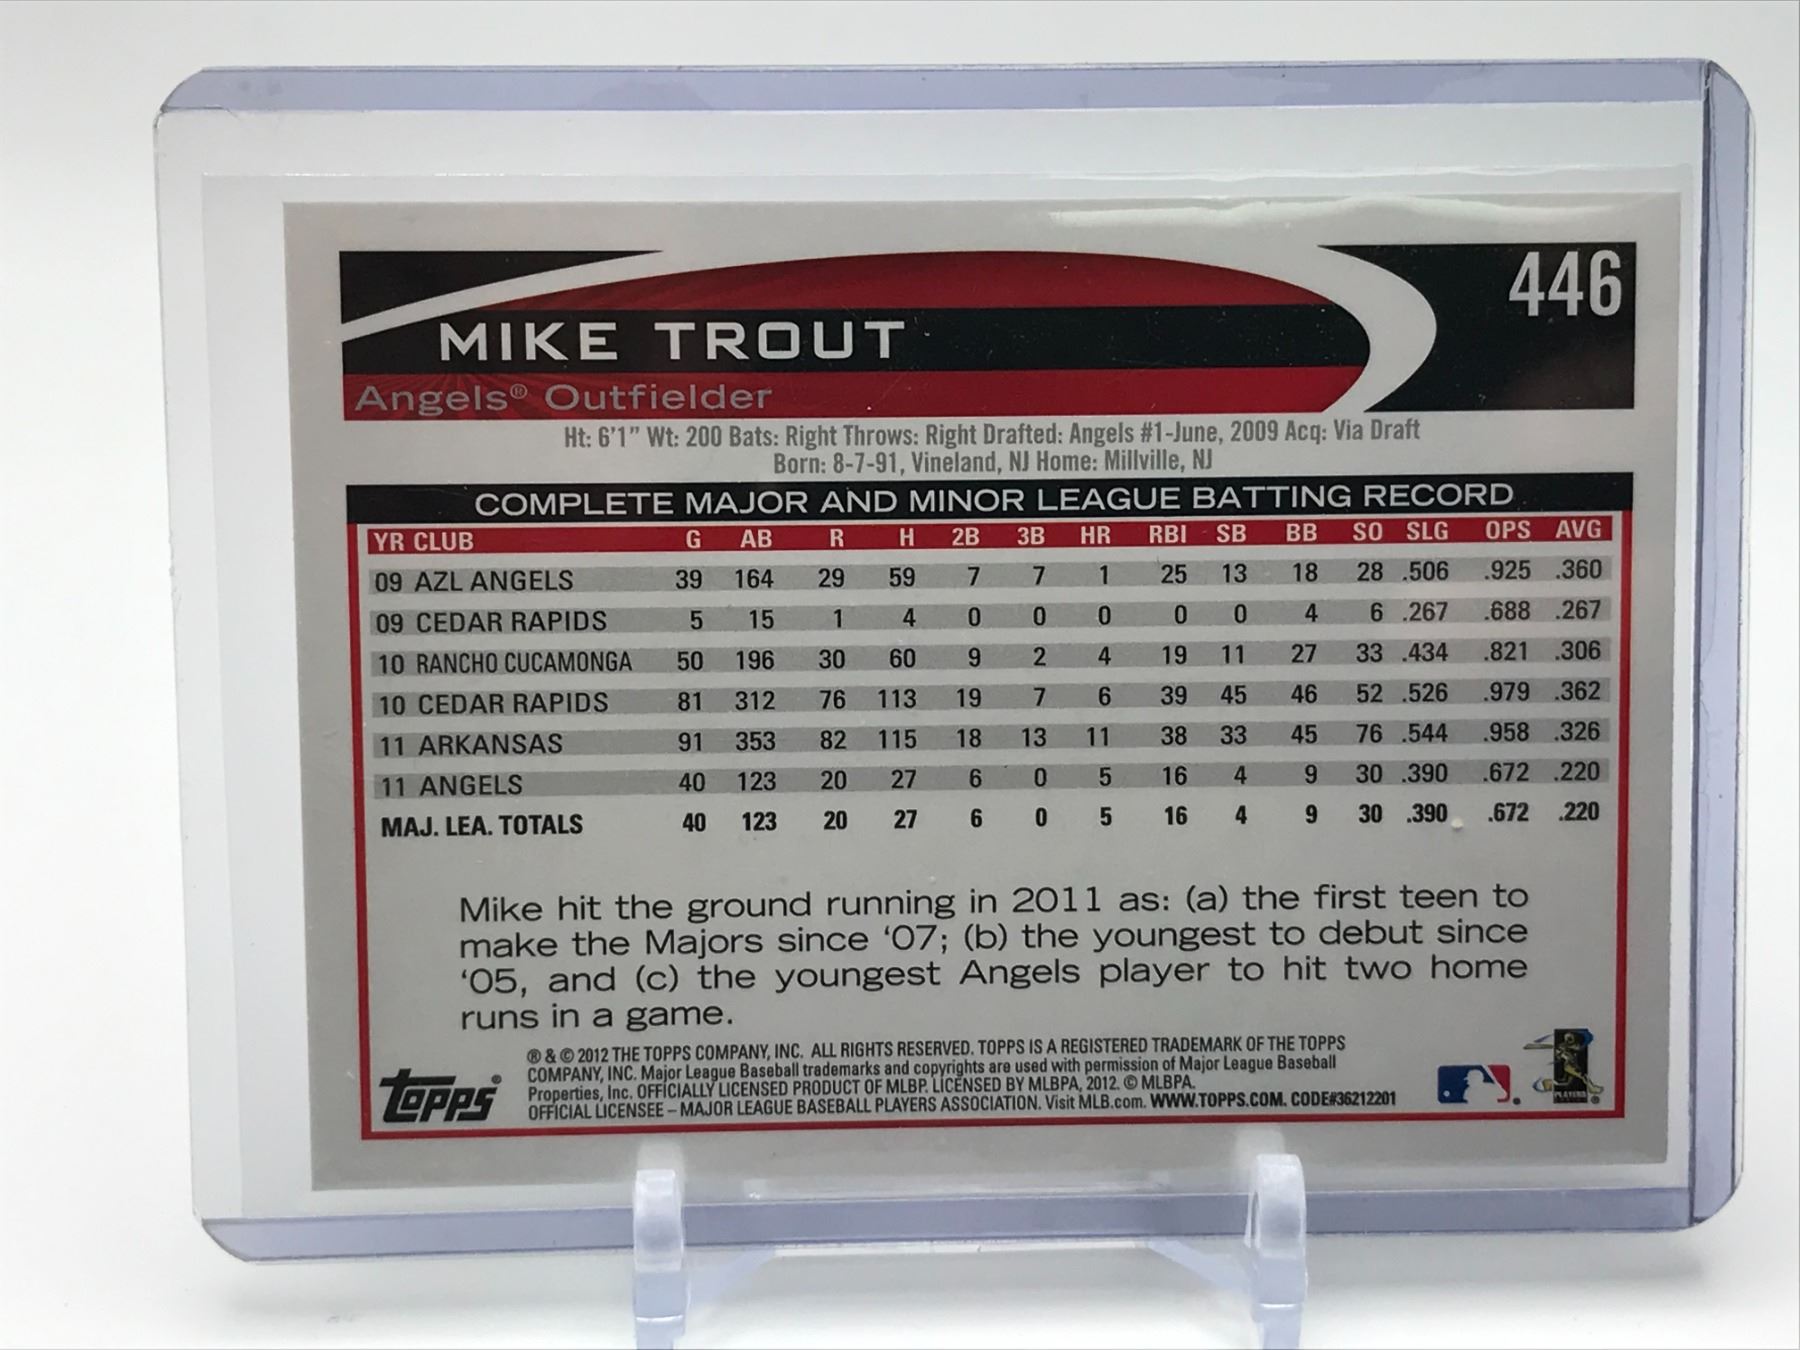 446
MIKE TROUT
Angels® Outfielder
Ht: 6'1" Wt: 200 Bats: Right Throws: Right Drafted: Angels #1-June, 2009 Acq: Via Draft
Born: 8-7-91, Vineland, NJ Home: Millville, NJ
COMPLETE MAJOR AND MINOR LEAGUE BATTING RECORD
YR CLUB G AB R H 2B 3B HR RBI SB BB SO SLG OPS AVG
09 AZL ANGELS 39 164 29 59 7 7 1 25 13 18 28 .506 .925 .360
09 CEDAR RAPIDS 5 15 1 4 0 0 0 0 0 4 6 .267 .688 .267
10 RANCHO CUCAMONGA 50 196 30 60 9 2 4 19 11 27 33 .434 .821 .306
10 CEDAR RAPIDS 81 312 76 113 19 7 6 39 45 46 52 .526 .979 .362
11 ARKANSAS 91 353 82 115 18 13 11 38 33 45 76 .544 .958 .326
11 ANGELS 40 123 20 27 6 0 5 16 4 9 30 .390 .672 .220
MAJ. LEA. TOTALS 40 123 20 27 6 0 5 16 4 9 30 .390 .672 .220
Mike hit the ground running in 2011 as: (a) the first teen to
make the Majors since '07; (b) the youngest to debut since
'05, and (c) the youngest Angels player to hit two home
runs in a game.
Topps®
® & © 2012 THE TOPPS COMPANY, INC. ALL RIGHTS RESERVED. TOPPS IS A REGISTERED TRADEMARK OF THE TOPPS
COMPANY, INC. Major League Baseball trademarks and copyrights are used with permission of Major League Baseball
Properties, Inc. OFFICIALLY LICENSED PRODUCT OF MLBP. LICENSED BY MLBPA, 2012. © MLBPA.
OFFICIAL LICENSEE – MAJOR LEAGUE BASEBALL PLAYERS ASSOCIATION. Visit MLB.com. WWW.TOPPS.COM. CODE#36212201
PLAYERS